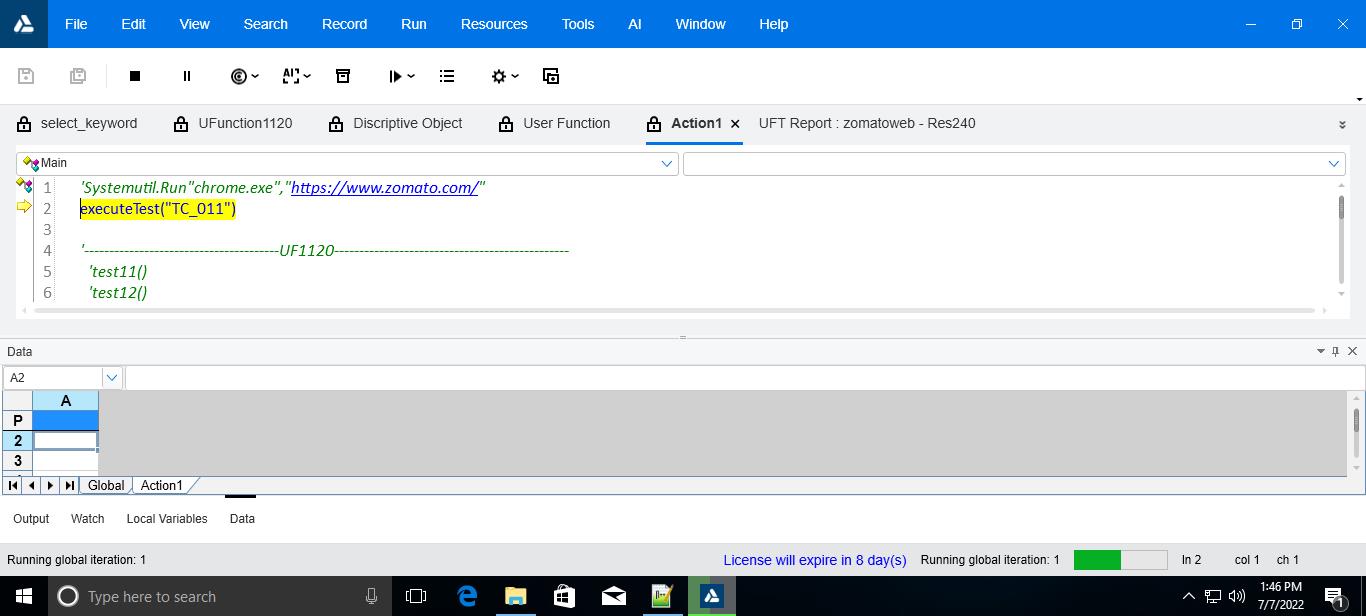 File Edit View Search Record Run Resources Tools AI Window Help
select_keyword UFunction1120 Discriptive Object User Function Action1 UFT Report : zomatoweb - Res240
Main
1 'Systemutil.Run"chrome.exe","https://www.zomato.com/"
2 executeTest("TC_011")
3
4 '---------------------------------------UF1120-----------------------------------------------
5 'test11()
6 'test12()
Data
A2
A
P
2
3
Global Action1
Output Watch Local Variables Data
Running global iteration: 1 License will expire in 8 day(s) Running global iteration: 1 ln 2 col 1 ch 1
Type here to search 1:46 PM
7/7/2022 1